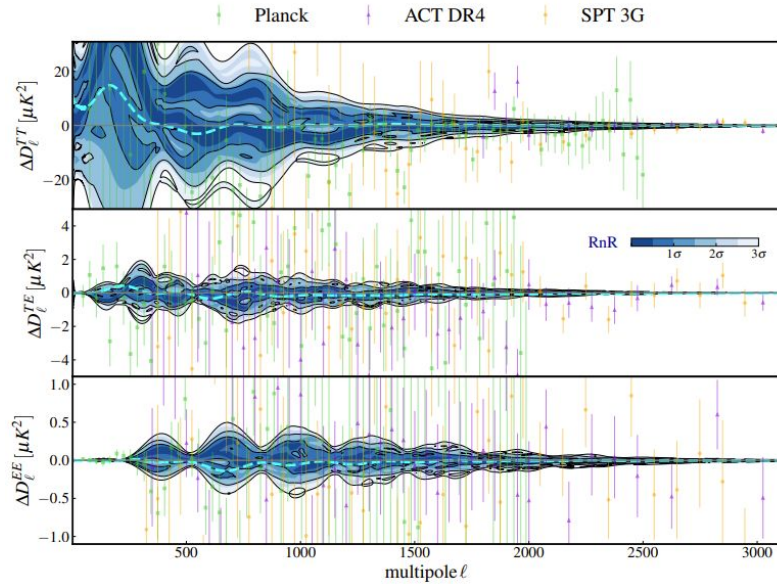 Planck ACT DR4 SPT 3G
ΔD_ℓ^{TT} [μK²]
20
0
−20
ΔD_ℓ^{TE} [μK²]
4
2
0
−2
−4
RnR
1σ 2σ 3σ
ΔD_ℓ^{EE} [μK²]
1.0
0.5
0.0
−0.5
−1.0
500 1000 1500 2000 2500 3000
multipole ℓ